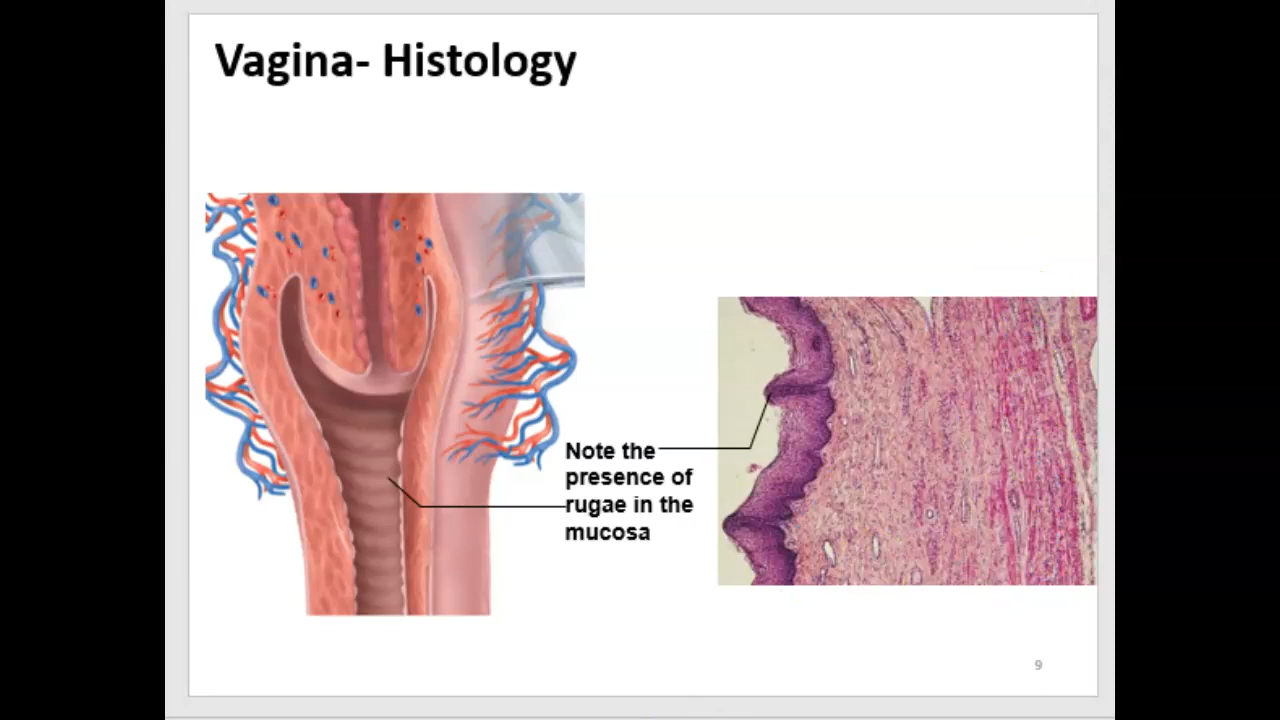 Vagina- Histology
Note the
presence of
rugae in the
mucosa
9